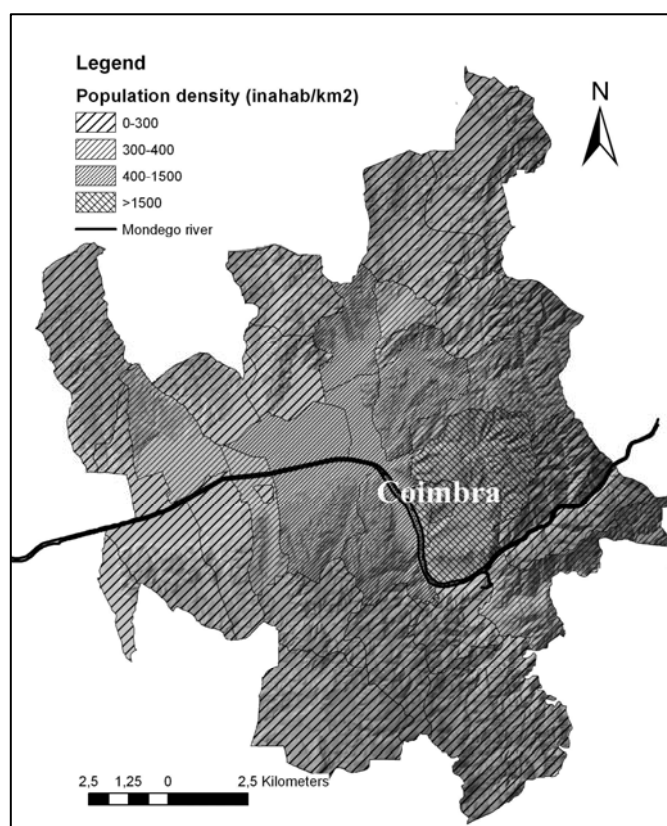 Legend
Population density (inahab/km2)
0-300
300-400
400-1500
>1500
Mondego river
N
Coimbra
2,5 1,25 0 2,5 Kilometers